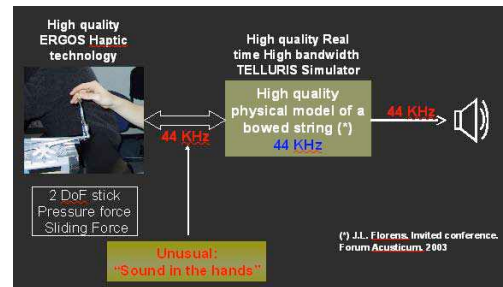 High quality
ERGOS Haptic
technology
High quality Real
time High bandwidth
TELLURIS Simulator
High quality
physical model of a
bowed string (*)
44 KHz
44 KHz
44 KHz
2 DoF stick
Pressure force
Sliding Force
Unusual:
"Sound in the hands"
(*) J.L. Florens. Invited conference.
Forum Acusticum. 2003